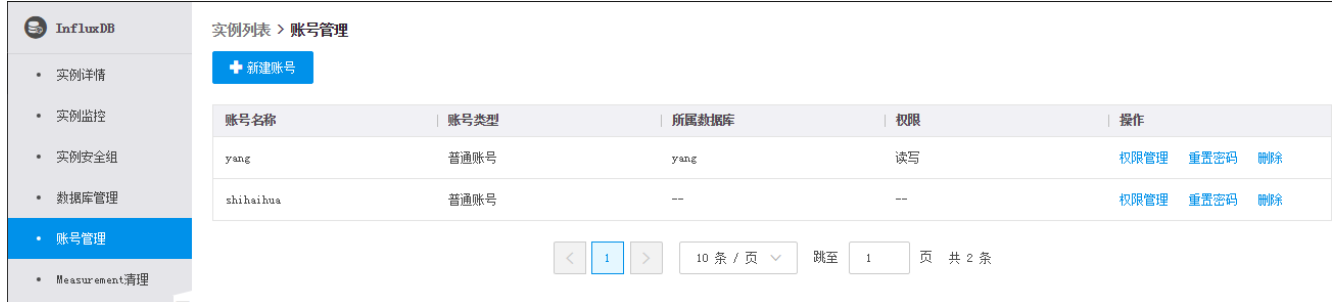 InfluxDB
实例详情
实例监控
实例安全组
数据库管理
账号管理
Measurement清理
实例列表 > 账号管理
新建账号
账号名称 账号类型 所属数据库 权限 操作
yang 普通账号 yang 读写 权限管理 重置密码 删除
shihaihua 普通账号 -- -- 权限管理 重置密码 删除
< 1 > 10 条 / 页 跳至 1 页 共 2 条